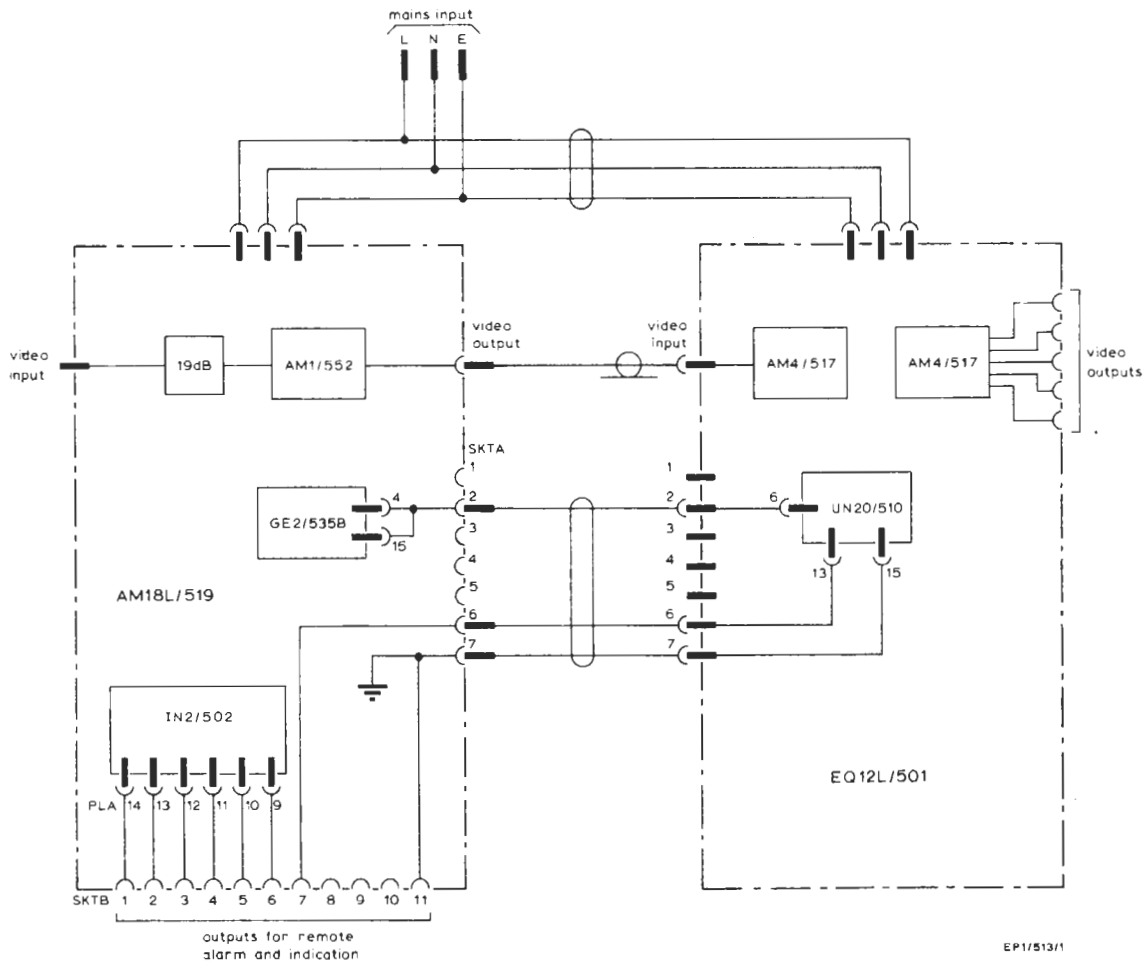 mains input
L N E
video input
19dB
AM1/552
video output
video input
AM4/517
AM4/517
video outputs
SKTA
1
2
3
4
5
6
7
GE2/535B
4
15
1
2
3
4
5
6
7
6
UN20/510
13 15
AM18L/519
IN2/502
PLA 14 13 12 11 10 9
EQ12L/501
SKTB 1 2 3 4 5 6 7 8 9 10 11
outputs for remote
alarm and indication
EP1/513/1